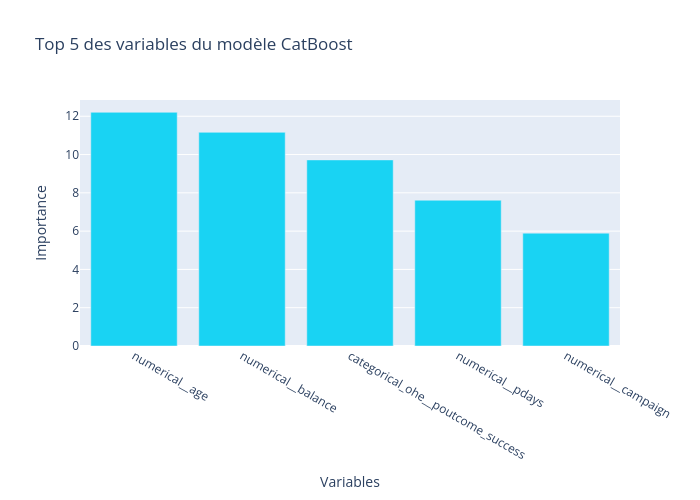 Top 5 des variables du modèle CatBoost
Importance
12
10
8
6
4
2
0
numerical__age
numerical__balance
categorical_ohe__poutcome_success
numerical__pdays
numerical__campaign
Variables